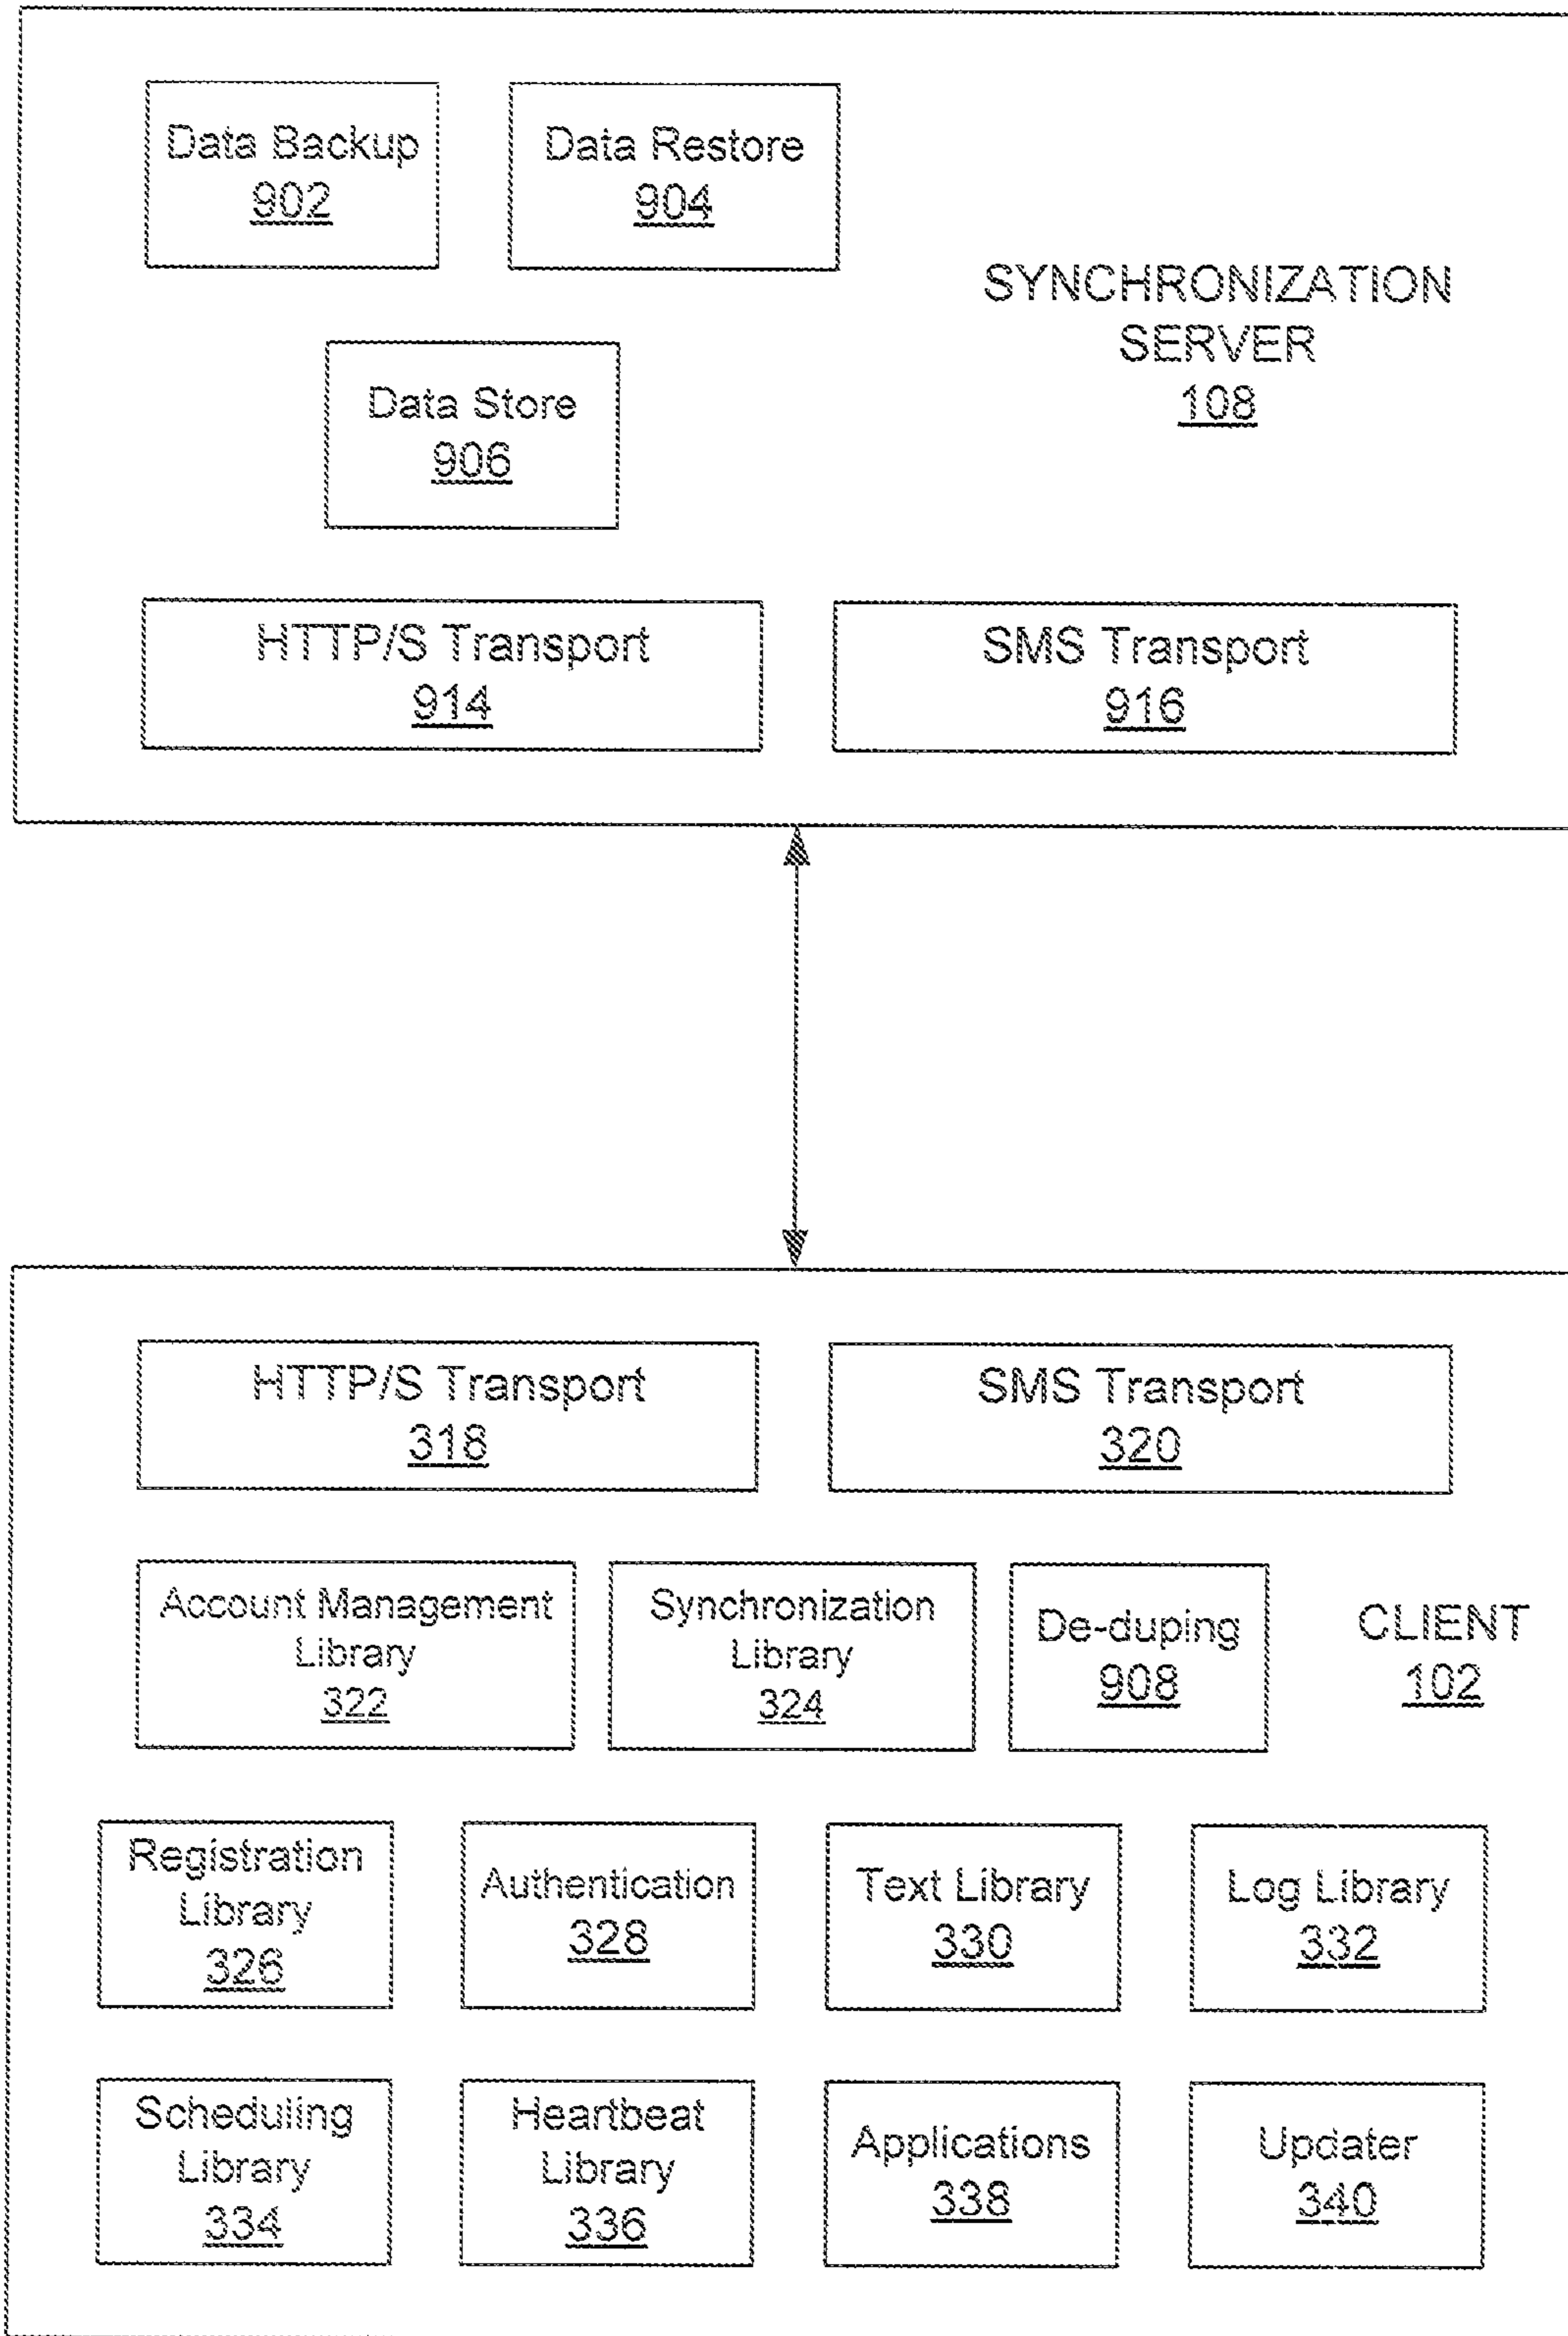 Data Backup
902
Data Restore
904
SYNCHRONIZATION
SERVER
108
Data Store
906
HTTP/S Transport
914
SMS Transport
916
HTTP/S Transport
318
SMS Transport
320
Account Management
Library
322
Synchronization
Library
324
De-duping
908
CLIENT
102
Registration
Library
326
Authentication
328
Text Library
330
Log Library
332
Scheduling
Library
334
Heartbeat
Library
336
Applications
338
Updater
340